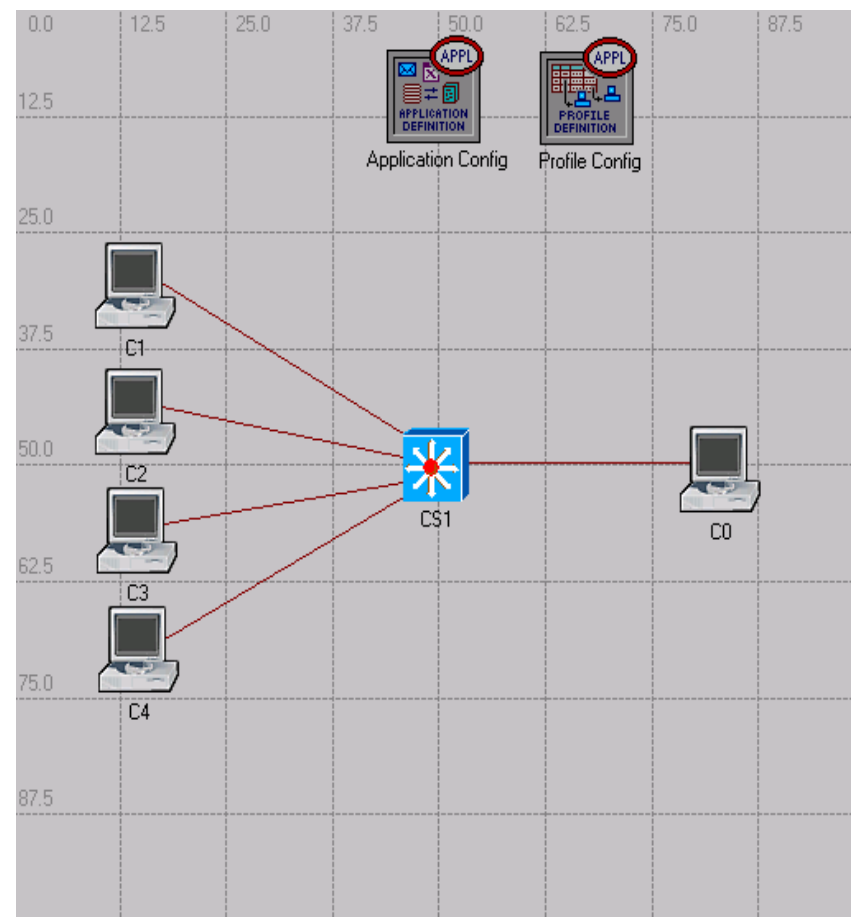 0.0 12.5 25.0 37.5 50.0 62.5 75.0 87.5
APPL
APPL
APPLICATION
DEFINITION
PROFILE
DEFINITION
Application Config
Profile Config
12.5
25.0
C1
37.5
C2
50.0
CS1
C0
C3
62.5
C4
75.0
87.5